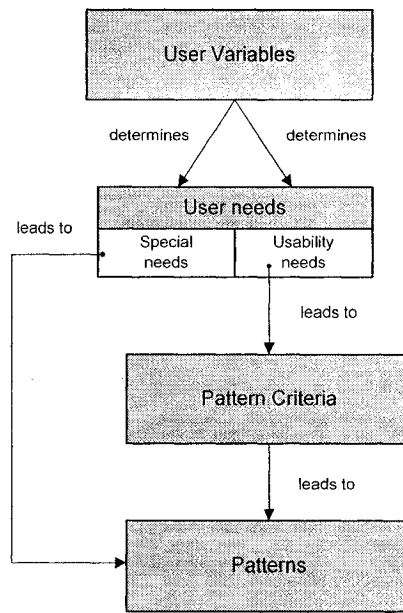 User Variables
determines
determines
User needs
leads to
Special
needs
Usability
needs
leads to
Pattern Criteria
leads to
Patterns